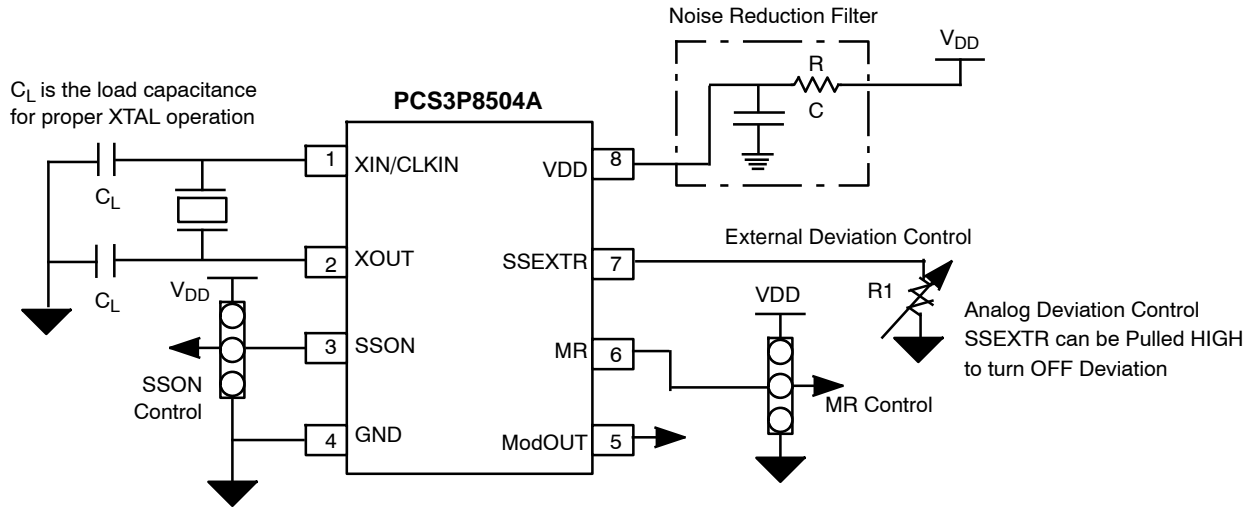 Noise Reduction Filter
VDD
R
C
CL is the load capacitance
for proper XTAL operation
PCS3P8504A
CL
CL
1
XIN/CLKIN
2
XOUT
3
SSON
4
GND
VDD
8
SSEXTR
7
MR
6
ModOUT
5
VDD
SSON
Control
External Deviation Control
R1
VDD
Analog Deviation Control
SSEXTR can be Pulled HIGH
to turn OFF Deviation
MR Control